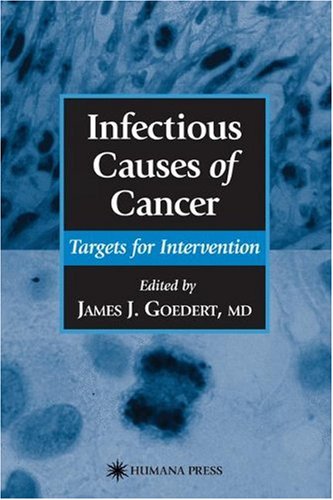 Infectious
Causes of
Cancer
Targets for Intervention
Edited by
JAMES J. GOEDERT, MD
HUMANA PRESS